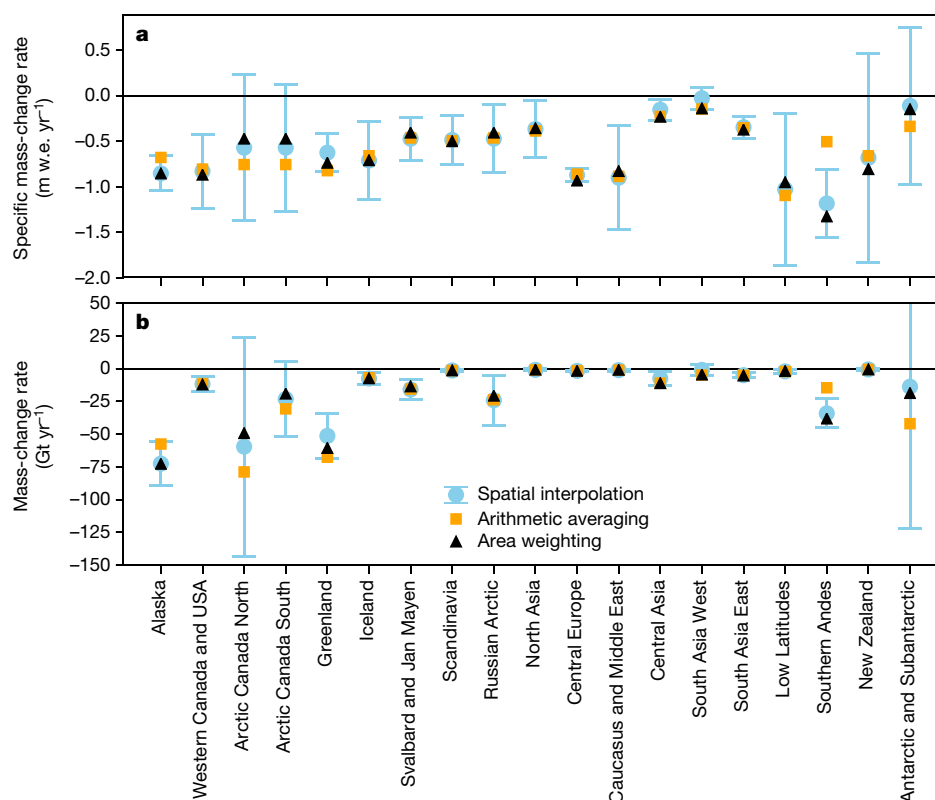 a
Specific mass-change rate
(m w.e. yr⁻¹)
0.5
0.0
−0.5
−1.0
−1.5
−2.0
b
Mass-change rate
(Gt yr⁻¹)
50
25
0
−25
−50
−75
−100
−125
−150
Spatial interpolation
Arithmetic averaging
Area weighting
Alaska
Western Canada and USA
Arctic Canada North
Arctic Canada South
Greenland
Iceland
Svalbard and Jan Mayen
Scandinavia
Russian Arctic
North Asia
Central Europe
Caucasus and Middle East
Central Asia
South Asia West
South Asia East
Low Latitudes
Southern Andes
New Zealand
Antarctic and Subantarctic